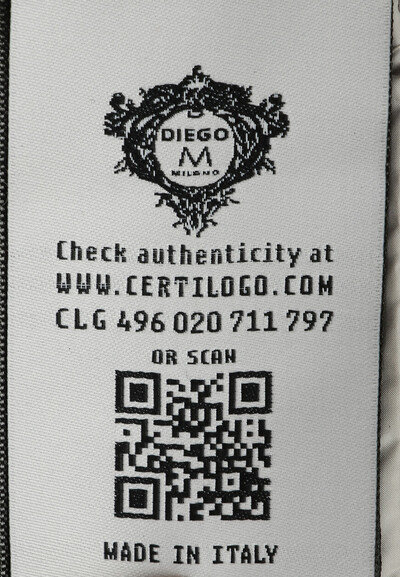 DIEGO
M
MILANO
Check authenticity at
WWW.CERTILOGO.COM
CLG 496 020 711 797
OR SCAN
MADE IN ITALY